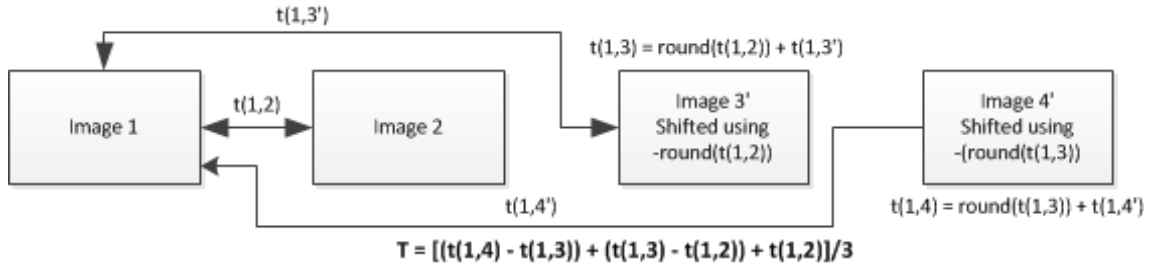 t(1,3')
t(1,3) = round(t(1,2)) + t(1,3')
Image 1
t(1,2)
Image 2
Image 3'
Shifted using
-round(t(1,2))
Image 4'
Shifted using
-(round(t(1,3))
t(1,4')
t(1,4) = round(t(1,3)) + t(1,4')
T = [(t(1,4) - t(1,3)) + (t(1,3) - t(1,2)) + t(1,2)]/3